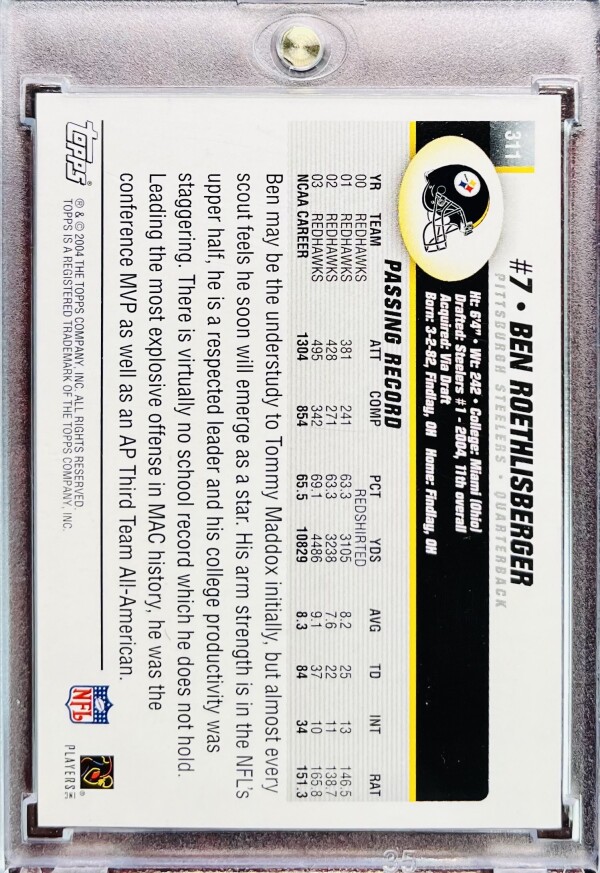 311
#7 • BEN ROETHLISBERGER
PITTSBURGH STEELERS • QUARTERBACK
Ht: 6'4" • Wt: 242 • College: Miami (Ohio)
Drafted: Steelers #1 - 2004, 11th overall
Acquired: Via Draft
Born: 3-2-82, Findlay, OH Home: Findlay, OH
PASSING RECORD
YR TEAM ATT COMP PCT YDS AVG TD INT RAT
00 REDHAWKS REDSHIRTED
01 REDHAWKS 381 241 63.3 3105 8.2 25 13 146.5
02 REDHAWKS 428 271 63.3 3238 7.6 22 11 138.7
03 REDHAWKS 495 342 69.1 4486 9.1 37 10 165.8
NCAA CAREER 1304 854 65.5 10829 8.3 84 34 151.3
Ben may be the understudy to Tommy Maddox initially, but almost every
scout feels he soon will emerge as a star. His arm strength is in the NFL's
upper half, he is a respected leader and his college productivity was
staggering. There is virtually no school record which he does not hold.
Leading the most explosive offense in MAC history, he was the
conference MVP as well as an AP Third Team All-American.
TOPPS®
® & © 2004 THE TOPPS COMPANY, INC. ALL RIGHTS RESERVED.
TOPPS IS A REGISTERED TRADEMARK OF THE TOPPS COMPANY, INC.
NFL
PLAYERS INC
35